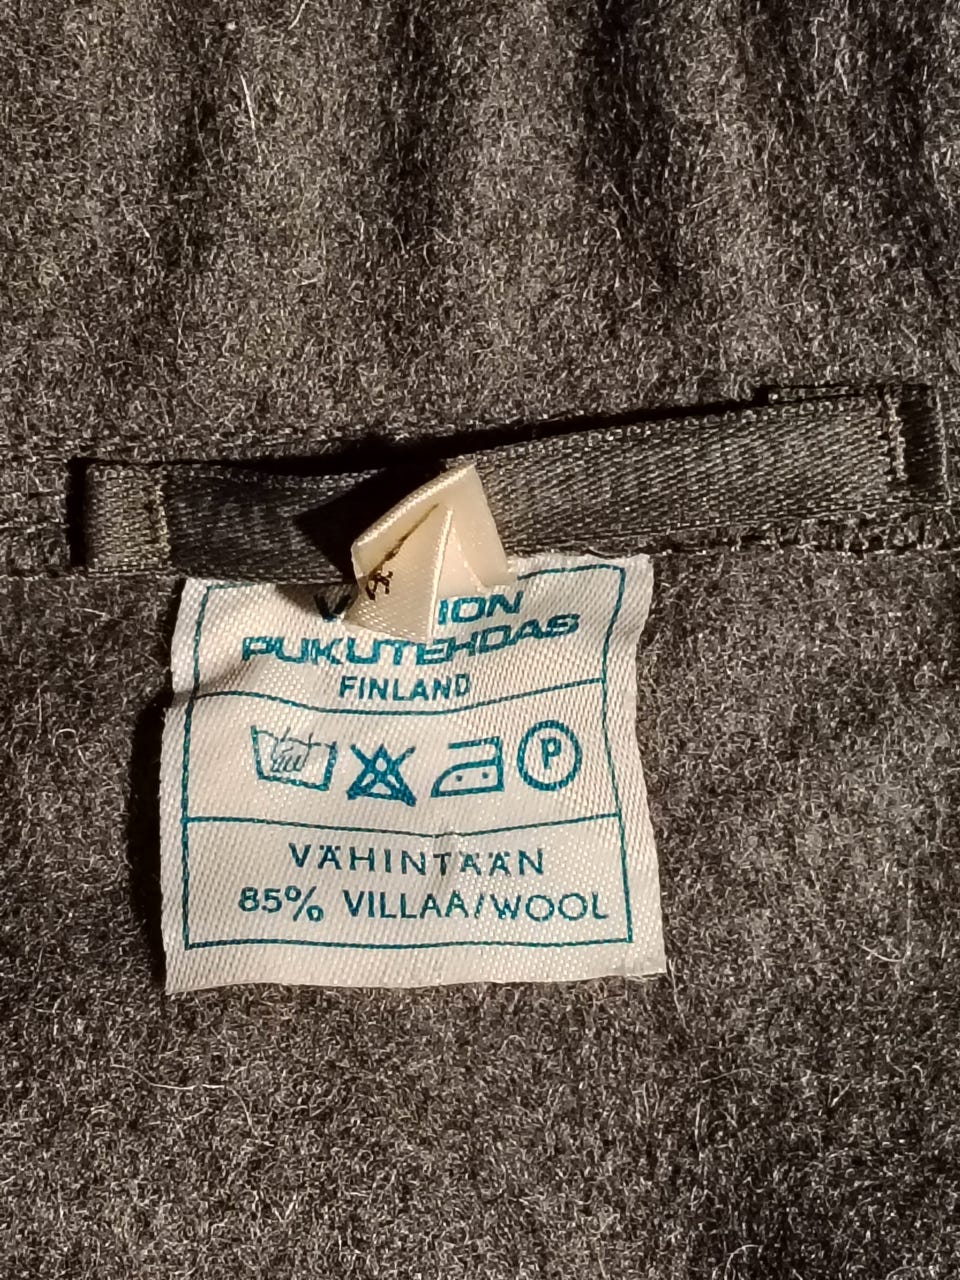 PUKUTEHDAS
FINLAND
P
VÄHINTÄÄN
85% VILLAA/WOOL